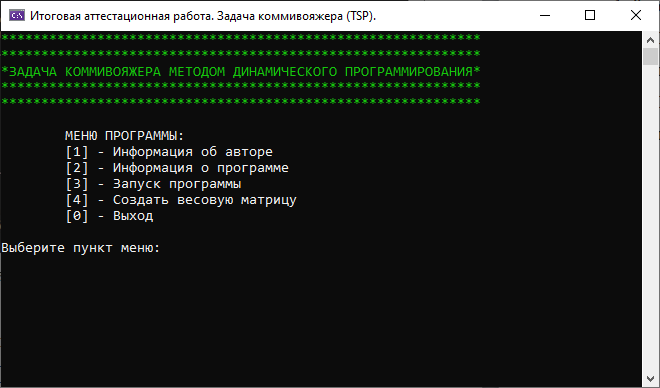 Итоговая аттестационная работа. Задача коммивояжера (TSP).
************************************************************
************************************************************
*ЗАДАЧА КОММИВОЯЖЕРА МЕТОДОМ ДИНАМИЧЕСКОГО ПРОГРАММИРОВАНИЯ*
************************************************************
************************************************************
МЕНЮ ПРОГРАММЫ:
[1] - Информация об авторе
[2] - Информация о программе
[3] - Запуск программы
[4] - Создать весовую матрицу
[0] - Выход
Выберите пункт меню: